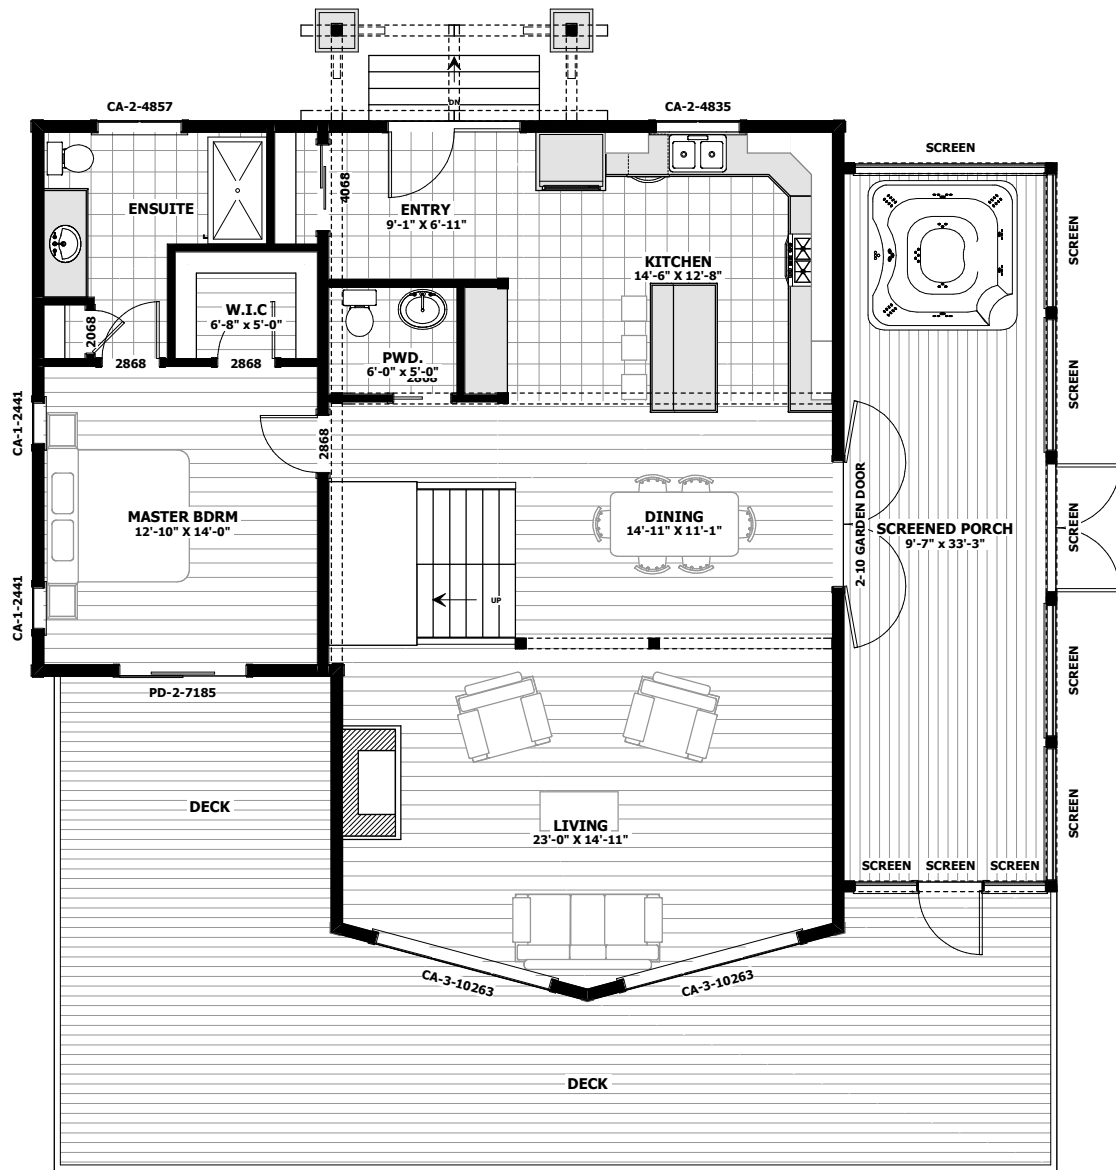 DN
CA-2-4857
CA-2-4835
SCREEN
4068
ENSUITE
ENTRY
9'-1" X 6'-11"
SCREEN
KITCHEN
14'-6" X 12'-8"
W.I.C
6'-8" x 5'-0"
2068
2868
2868
PWD.
6'-0" x 5'-0"
2868
SCREEN
CA-1-2441
2868
MASTER BDRM
12'-10" X 14'-0"
DINING
14'-11" X 11'-1"
2-10 GARDEN DOOR
SCREENED PORCH
9'-7" x 33'-3"
SCREEN
CA-1-2441
UP
PD-2-7185
SCREEN
DECK
LIVING
23'-0" X 14'-11"
SCREEN
SCREEN
SCREEN
SCREEN
CA-3-10263
CA-3-10263
DECK